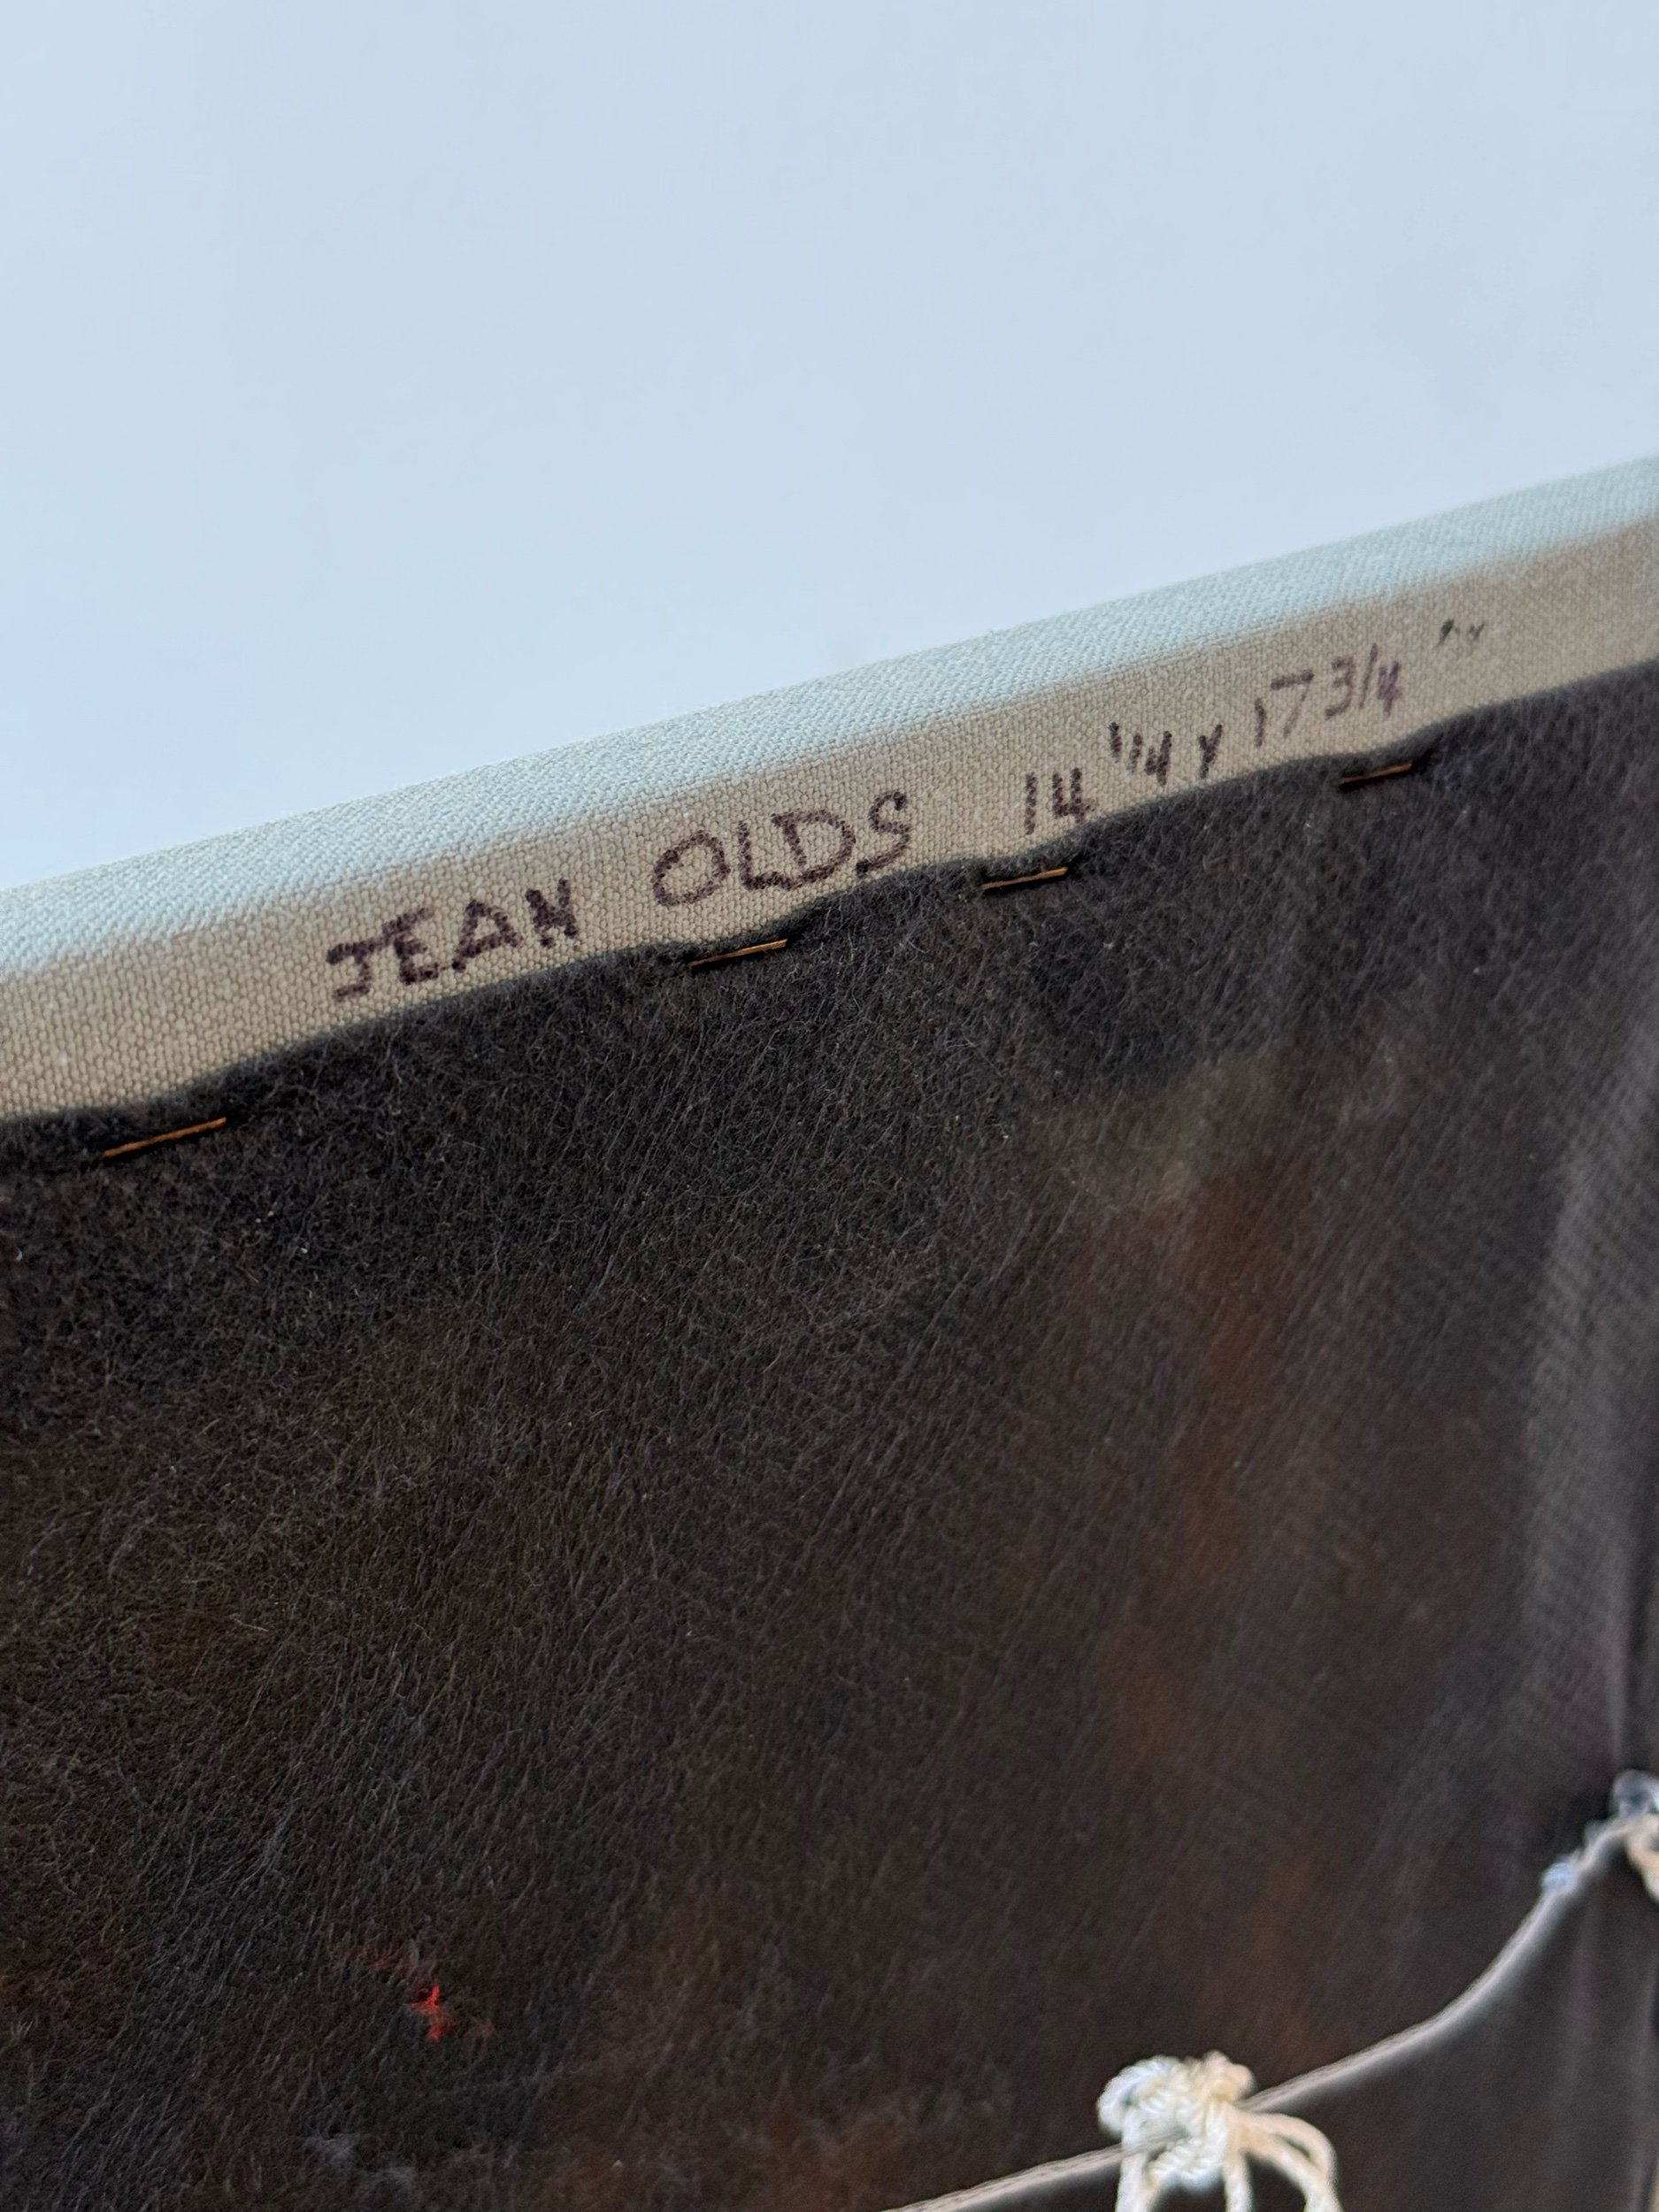 JEAN OLDS 14 1/4 x 17 3/4 "